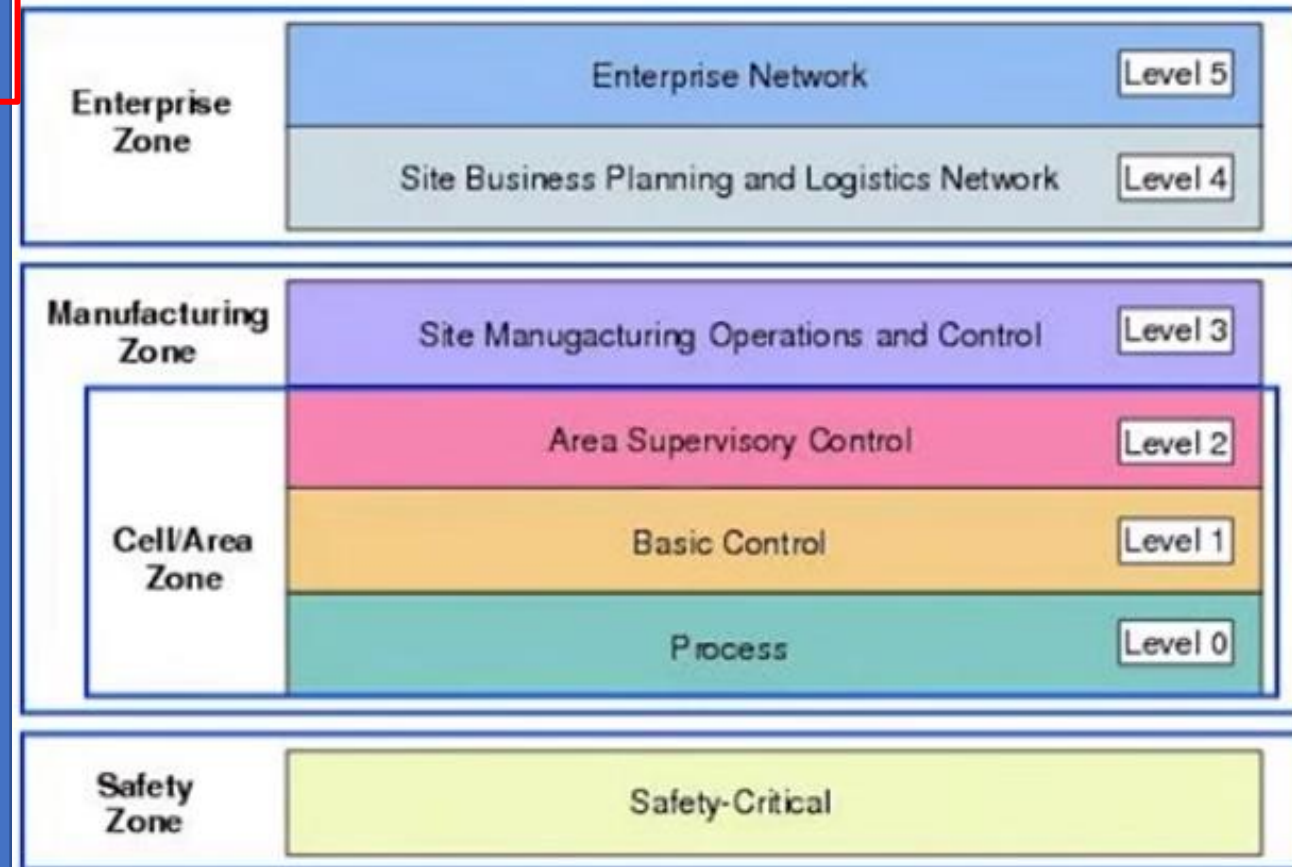 Enterprise
Zone
Enterprise Network
Level 5
Site Business Planning and Logistics Network
Level 4
Manufacturing
Zone
Site Manugacturing Operations and Control
Level 3
Cell/Area
Zone
Area Supervisory Control
Level 2
Basic Control
Level 1
Process
Level 0
Safety
Zone
Safety-Critical